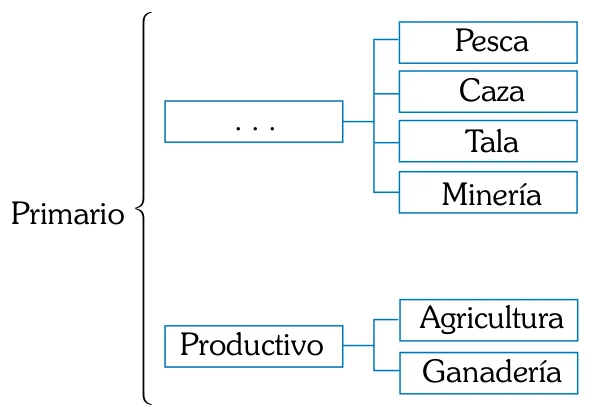 Primario
. . .
Pesca
Caza
Tala
Minería
Productivo
Agricultura
Ganadería